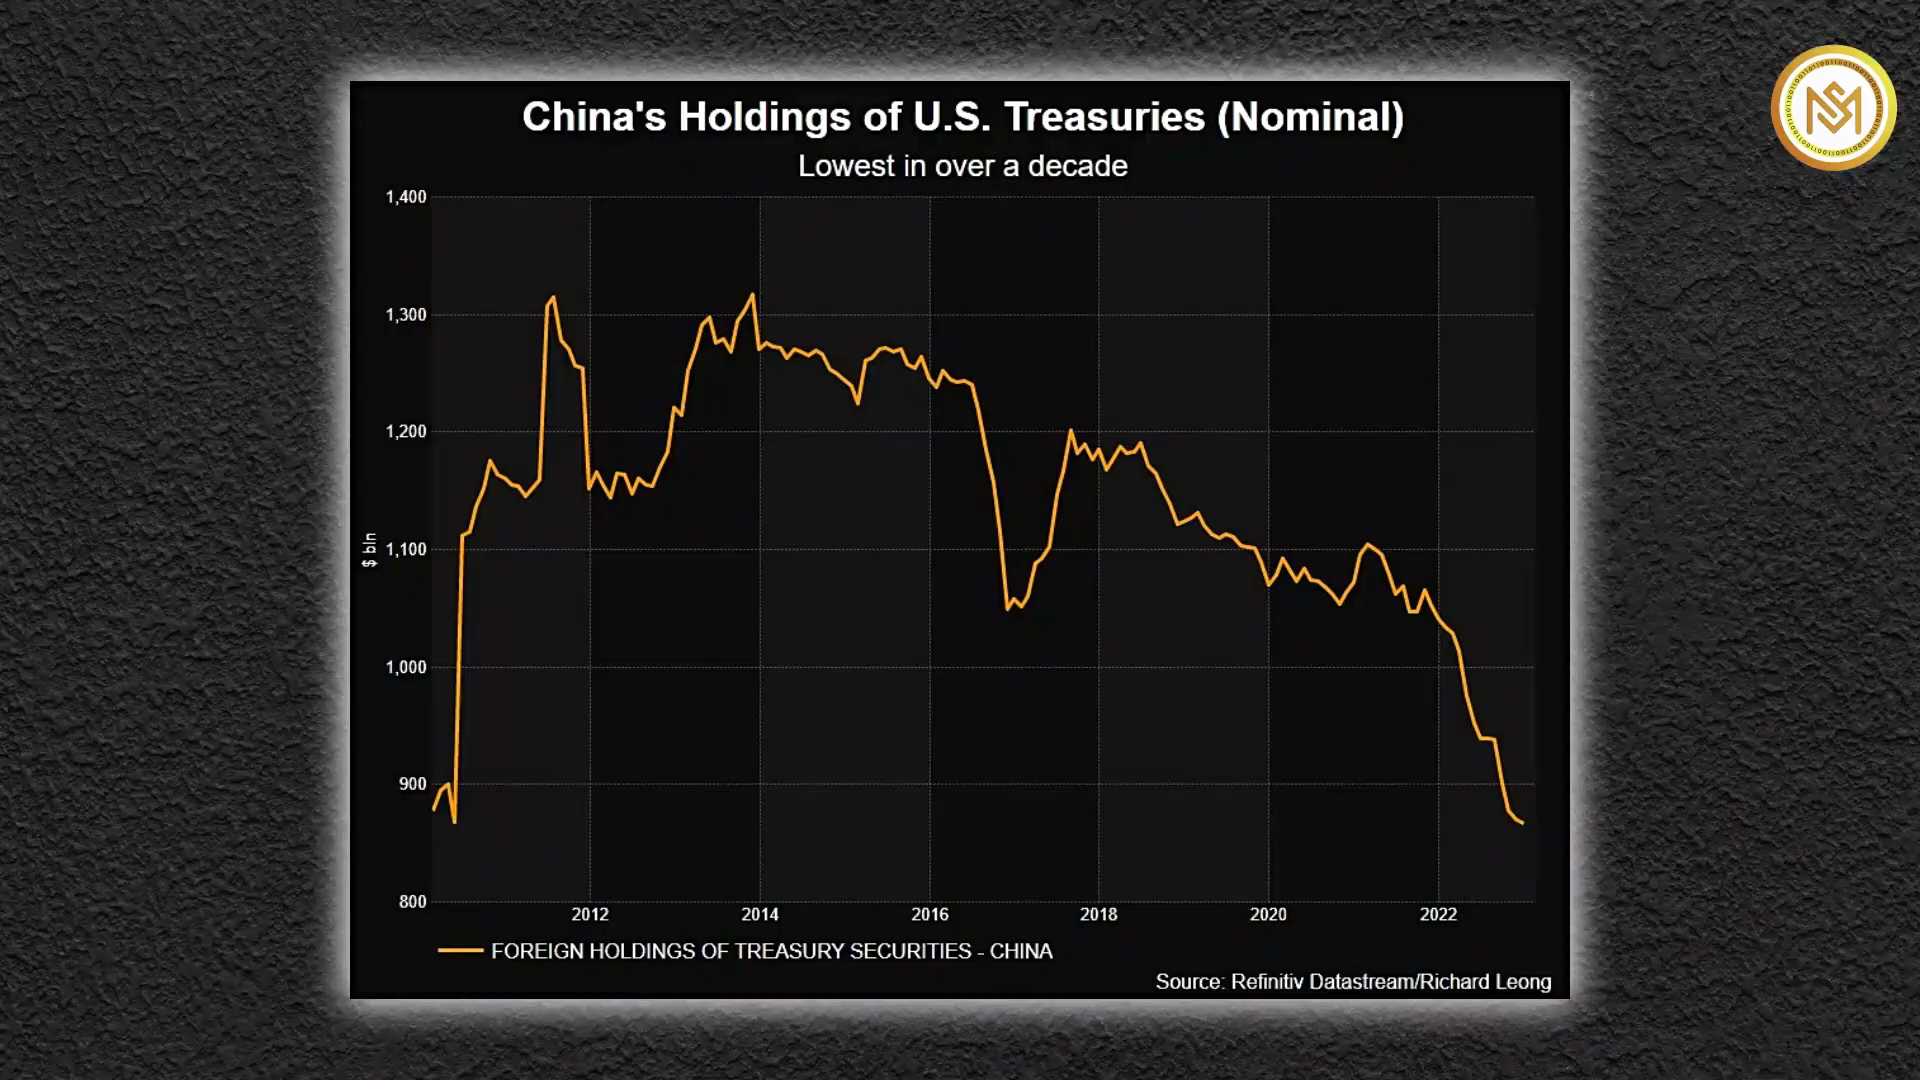 China's Holdings of U.S. Treasuries (Nominal)
Lowest in over a decade
1,400
1,300
1,200
1,100
1,000
900
800
$ bln
2012 2014 2016 2018 2020 2022
FOREIGN HOLDINGS OF TREASURY SECURITIES - CHINA
Source: Refinitiv Datastream/Richard Leong